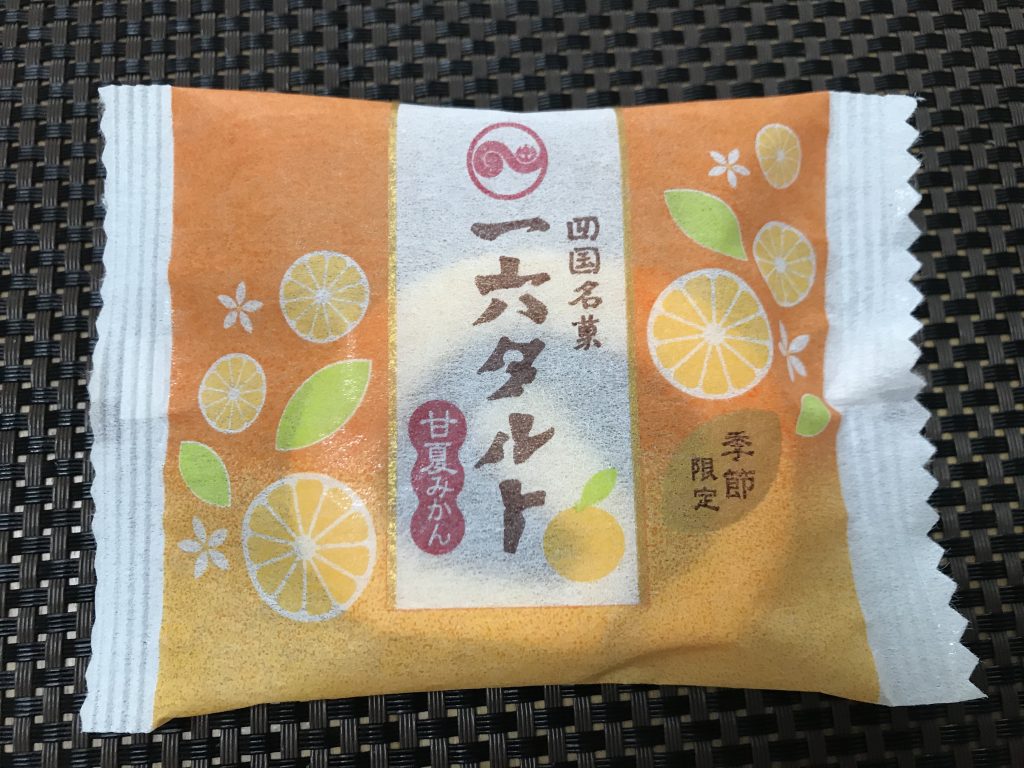 四国名菓
一六タルト
甘夏みかん
季節
限定